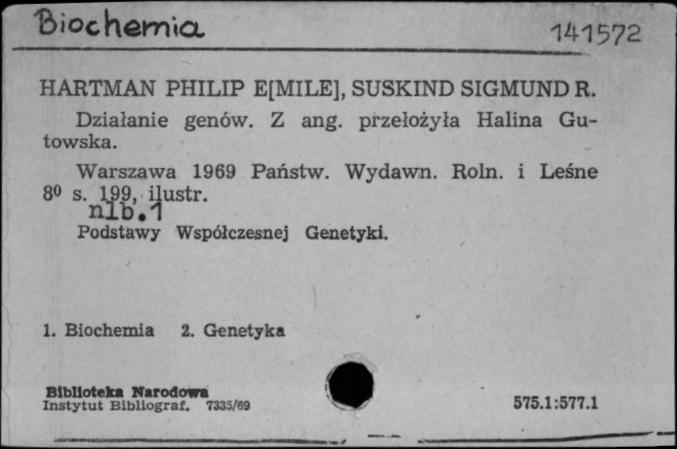 Biochemia 141572
HARTMAN PHILIP E[MILE], SUSKIND SIGMUND R.
Działanie genów. Z ang. przełożyła Halina Gu-
towska.
Warszawa 1969 Państw. Wydawn. Roln. i Leśne
8⁰ s. 199, ilustr.
nlb.1
Podstawy Współczesnej Genetyki.
1. Biochemia 2. Genetyka
Biblioteka Narodowa
Instytut Bibliograf. 7335/69 575.1:577.1